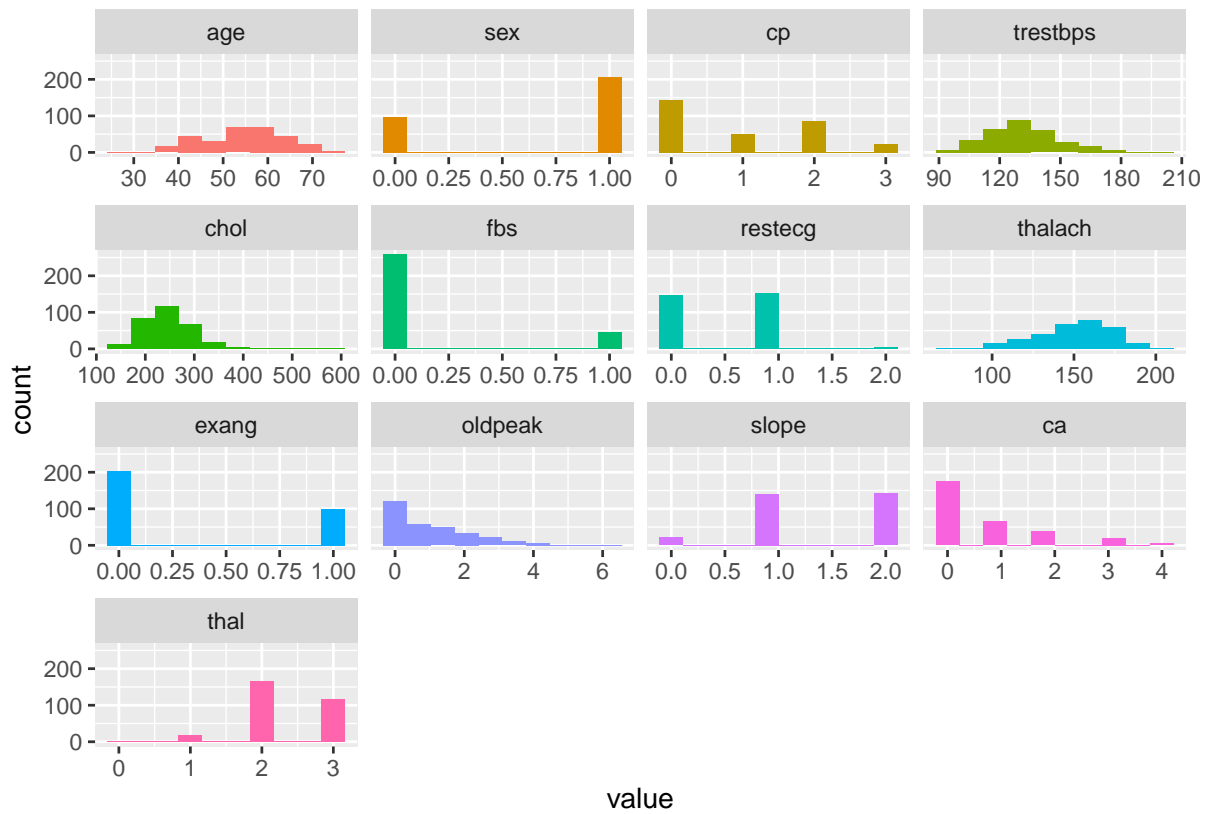 age sex cp trestbps
200
100
0
30 40 50 60 70 0.00 0.25 0.50 0.75 1.00 0 1 2 3 90 120 150 180 210
chol fbs restecg thalach
200
100
0
100 200 300 400 500 600 0.00 0.25 0.50 0.75 1.00 0.0 0.5 1.0 1.5 2.0 100 150 200
count
exang oldpeak slope ca
200
100
0
0.00 0.25 0.50 0.75 1.00 0 2 4 6 0.0 0.5 1.0 1.5 2.0 0 1 2 3 4
thal
200
100
0
0 1 2 3
value